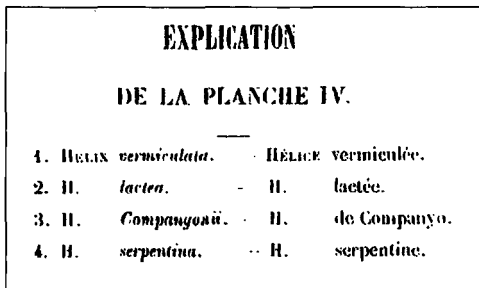 EXPLICATION
DE LA PLANCHE IV.
1. HELIX vermiculata. - HÉLICE vermiculée.
2. H. lactea. - H. lactée.
3. H. Companyonii. - H. de Companyo.
4. H. serpentina. - H. serpentine.